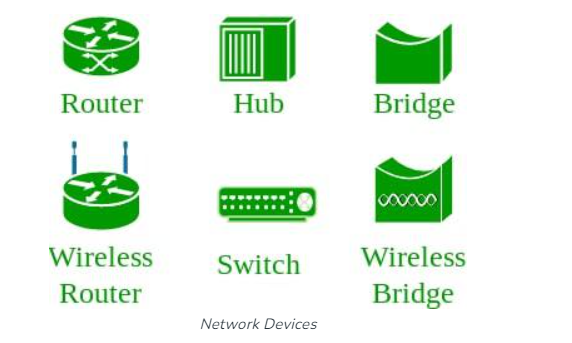 Router
Hub
Bridge
Wireless
Router
Switch
Wireless
Bridge
Network Devices